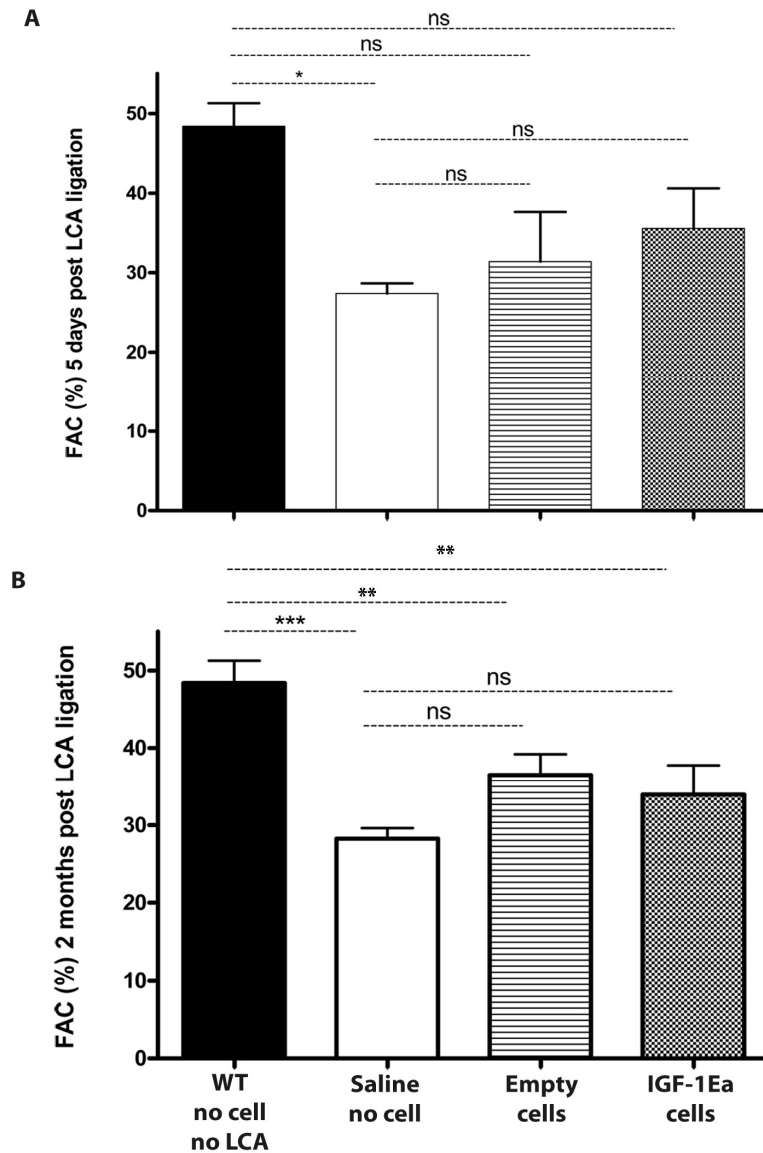 A
ns
ns
*
ns
ns
FAC (%) 5 days post LCA ligation
50
40
30
20
10
0
B
**
**
***
ns
ns
FAC (%) 2 months post LCA ligation
50
40
30
20
10
0
WT
no cell
no LCA
Saline
no cell
Empty
cells
IGF-1Ea
cells